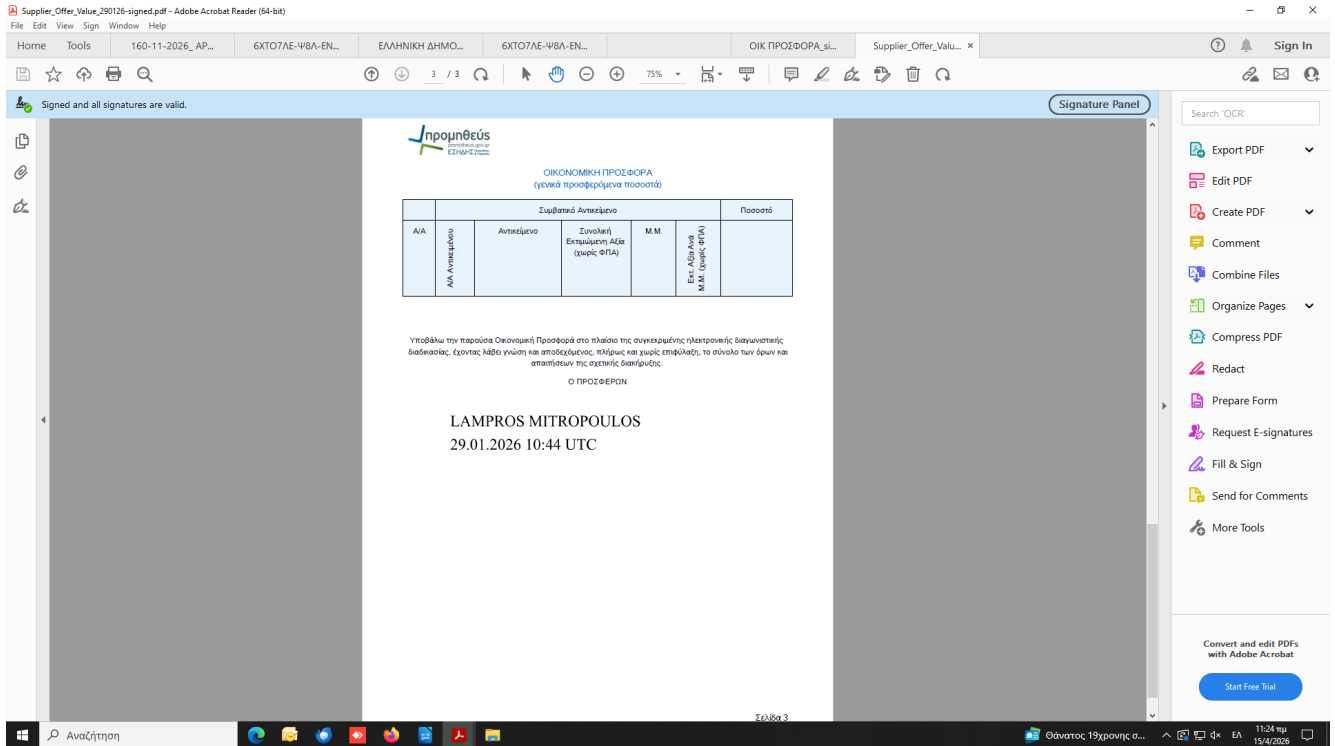 Supplier_Offer_Value_290126-signed.pdf - Adobe Acrobat Reader (64-bit)
File Edit View Sign Window Help
Home Tools 160-11-2026_ ΑΡ... 6ΧΤΟ7ΛΕ-Ψ8Λ-ΕΝ... ΕΛΛΗΝΙΚΗ ΔΗΜΟ... 6ΧΤΟ7ΛΕ-Ψ8Λ-ΕΝ... ΟΙΚ ΠΡΟΣΦΟΡΑ_si... Supplier_Offer_Valu... × Sign In
3 / 3 75%
Signed and all signatures are valid. Signature Panel
προμηθεύς
promitheus.gov.gr
ΕΣΗΔΗΣ
ΟΙΚΟΝΟΜΙΚΗ ΠΡΟΣΦΟΡΑ
(γενικά προσφερόμενα ποσοστά)
Συμβατικό Αντικείμενο Ποσοστό
Α/Α
Α/Α Αντικειμένου
Αντικείμενο
Συνολική
Εκτιμώμενη Αξία
(χωρίς ΦΠΑ)
Μ.Μ.
Εκτ. Αξία Ανά
Μ.Μ. (χωρίς ΦΠΑ)
Υποβάλω την παρούσα Οικονομική Προσφορά στο πλαίσιο της συγκεκριμένης ηλεκτρονικής διαγωνιστικής
διαδικασίας, έχοντας λάβει γνώση και αποδεχόμενος, πλήρως και χωρίς επιφύλαξη, το σύνολο των όρων και
απαιτήσεων της σχετικής διακήρυξης.
Ο ΠΡΟΣΦΕΡΩΝ
LAMPROS MITROPOULOS
29.01.2026 10:44 UTC
Σελίδα 3
Search 'OCR'
Export PDF
Edit PDF
Create PDF
Comment
Combine Files
Organize Pages
Compress PDF
Redact
Prepare Form
Request E-signatures
Fill & Sign
Send for Comments
More Tools
Convert and edit PDFs
with Adobe Acrobat
Start Free Trial
Αναζήτηση
Θάνατος 19χρονης σ...
ΕΛ
11:24 πμ
15/4/2026